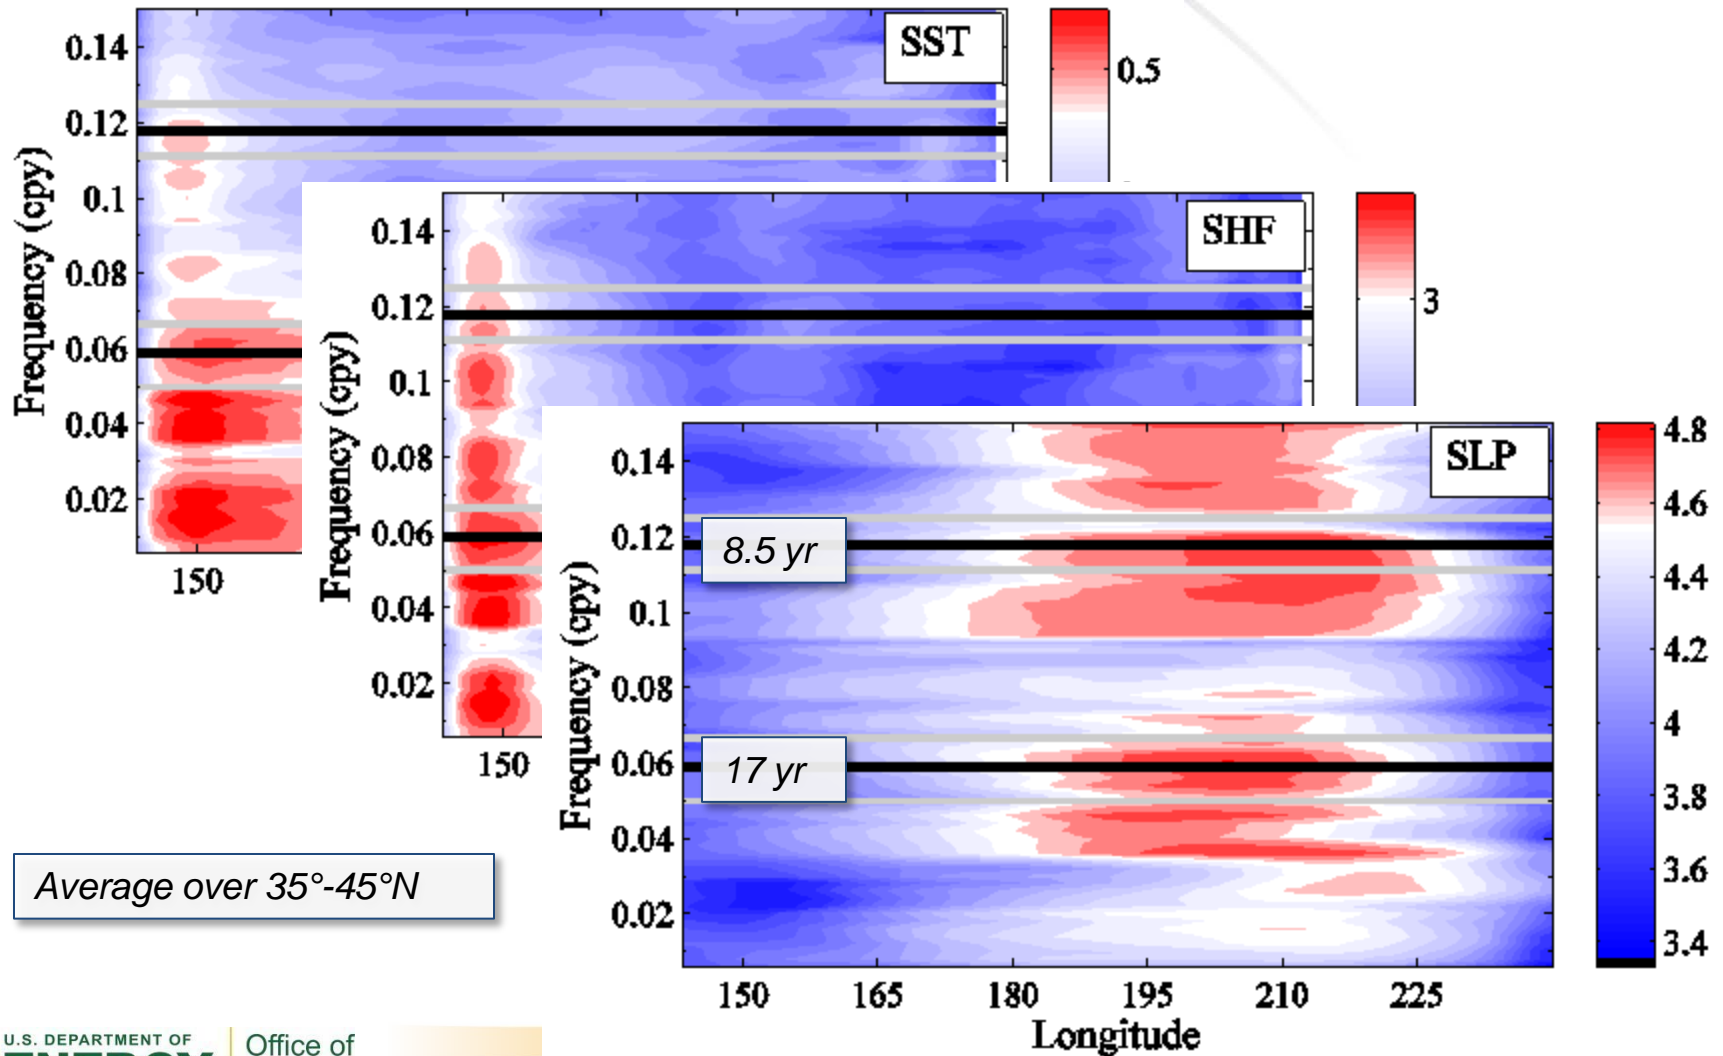 SST
Frequency (cpy)
0.14
0.12
0.1
0.08
0.06
0.04
0.02
150
0.5
SHF
Frequency (cpy)
0.14
0.12
0.1
0.08
0.06
0.04
0.02
150
3
SLP
Frequency (cpy)
0.14
0.12
0.1
0.08
0.06
0.04
0.02
8.5 yr
17 yr
150 165 180 195 210 225
Longitude
4.8
4.6
4.4
4.2
4
3.8
3.6
3.4
Average over 35°-45°N
U.S. DEPARTMENT OF
ENERGY
Office of